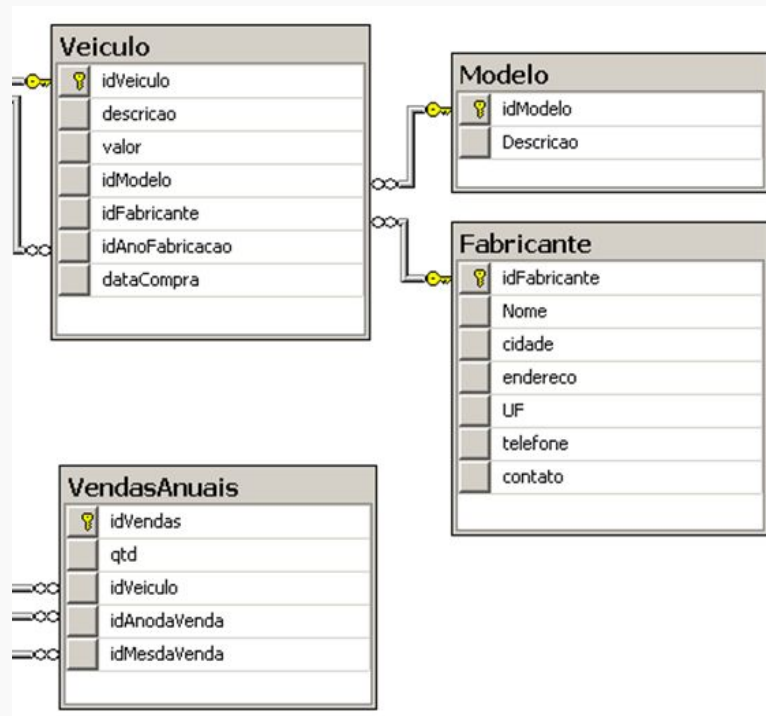 Veiculo
idVeiculo
descricao
valor
idModelo
idFabricante
idAnoFabricacao
dataCompra
Modelo
idModelo
Descricao
Fabricante
idFabricante
Nome
cidade
endereco
UF
telefone
contato
VendasAnuais
idVendas
qtd
idVeiculo
idAnodaVenda
idMesdaVenda